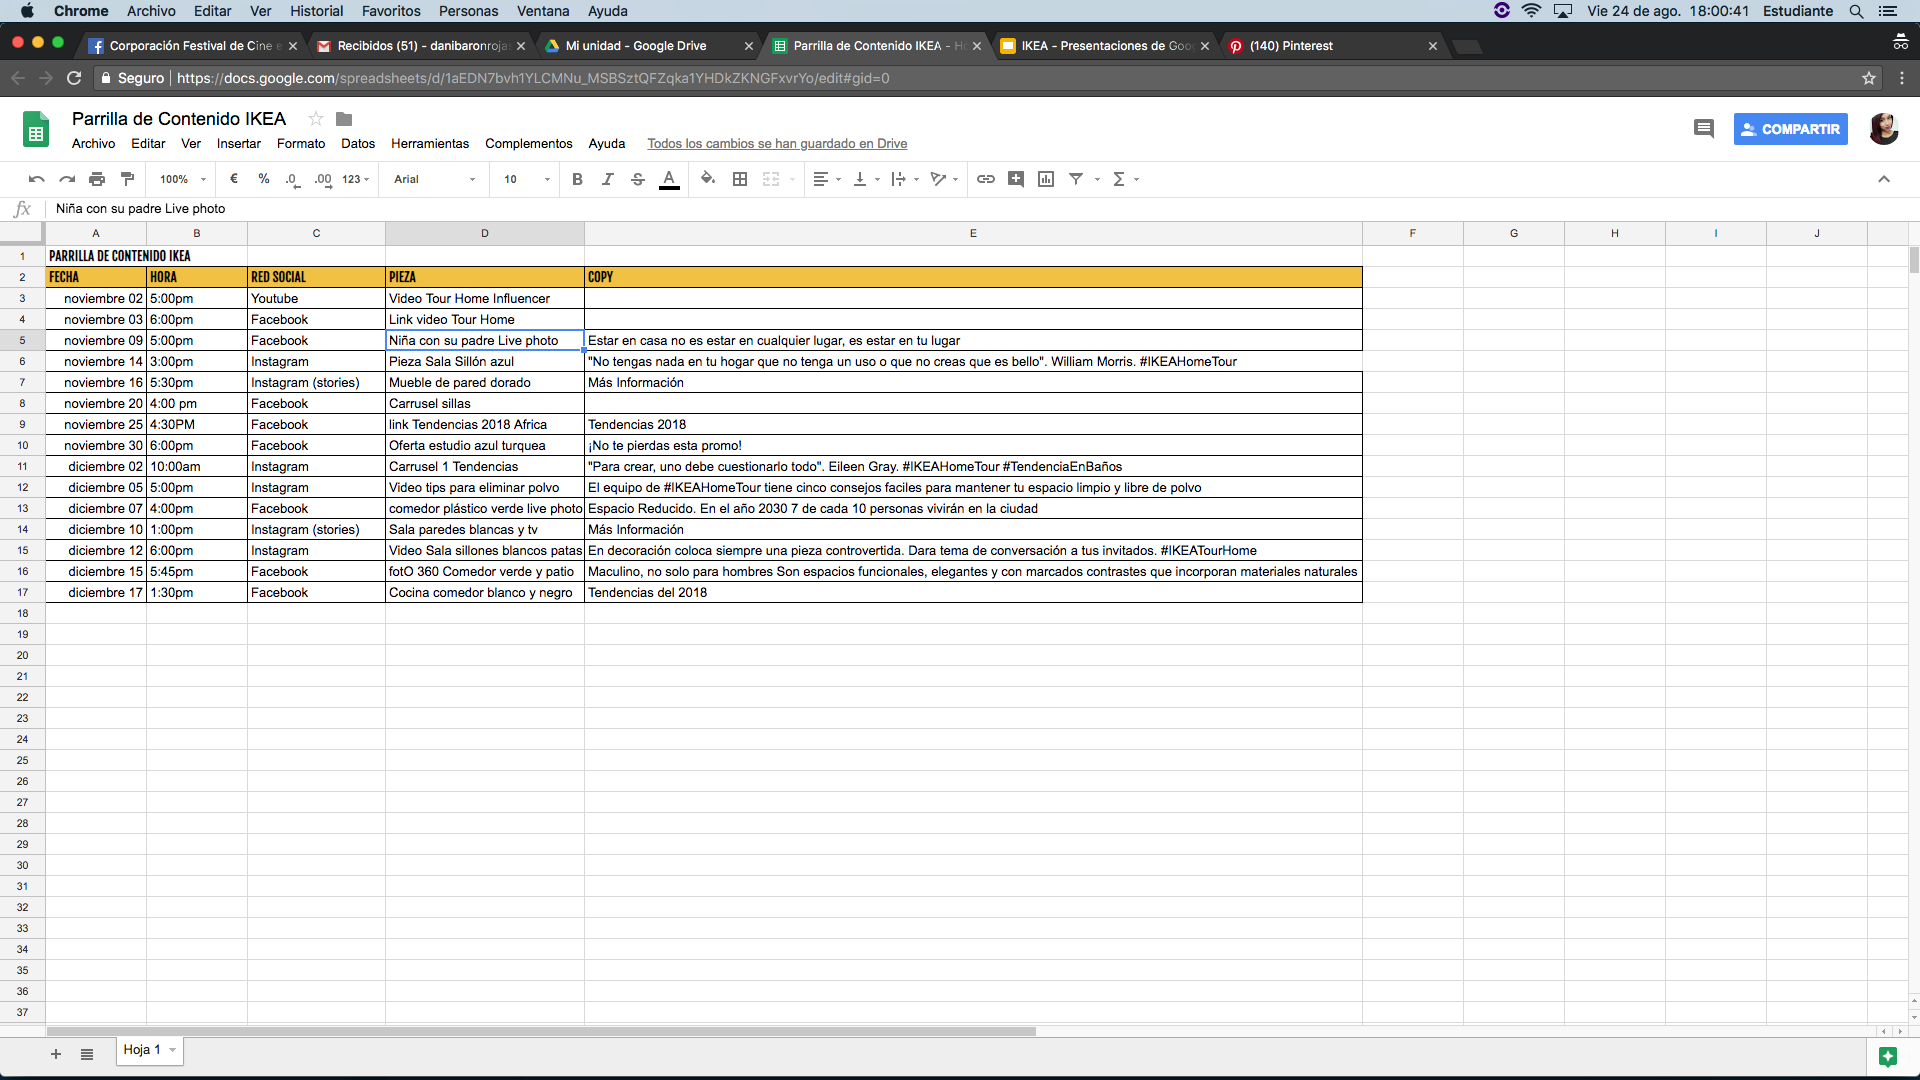 Chrome Archivo Editar Ver Historial Favoritos Personas Ventana Ayuda Vie 24 de ago. 18:00:41 Estudiante
Corporación Festival de Cine Recibidos (51) - danibaronroja Mi unidad - Google Drive Parrilla de Contenido IKEA - IKEA - Presentaciones de Goo (140) Pinterest
Seguro https://docs.google.com/spreadsheets/d/1aEDN7bvh1YLCMNu_MSBSztQFZqka1YHDkZKNGFxvrYo/edit#gid=0
Parrilla de Contenido IKEA
Archivo Editar Ver Insertar Formato Datos Herramientas Complementos Ayuda Todos los cambios se han guardado en Drive
COMPARTIR
100% € % .0 .00 123 Arial 10 B I S A Σ
fx Niña con su padre Live photo
A B C D E F G H I J
1 PARRILLA DE CONTENIDO IKEA
2 FECHA HORA RED SOCIAL PIEZA COPY
3 noviembre 02 5:00pm Youtube Video Tour Home Influencer
4 noviembre 03 6:00pm Facebook Link video Tour Home
5 noviembre 09 5:00pm Facebook Niña con su padre Live photo Estar en casa no es estar en cualquier lugar, es estar en tu lugar
6 noviembre 14 3:00pm Instagram Pieza Sala Sillón azul "No tengas nada en tu hogar que no tenga un uso o que no creas que es bello". William Morris. #IKEAHomeTour
7 noviembre 16 5:30pm Instagram (stories) Mueble de pared dorado Más Información
8 noviembre 20 4:00 pm Facebook Carrusel sillas
9 noviembre 25 4:30PM Facebook link Tendencias 2018 Africa Tendencias 2018
10 noviembre 30 6:00pm Facebook Oferta estudio azul turquea ¡No te pierdas esta promo!
11 diciembre 02 10:00am Instagram Carrusel 1 Tendencias "Para crear, uno debe cuestionarlo todo". Eileen Gray. #IKEAHomeTour #TendenciaEnBaños
12 diciembre 05 5:00pm Instagram Video tips para eliminar polvo El equipo de #IKEAHomeTour tiene cinco consejos faciles para mantener tu espacio limpio y libre de polvo
13 diciembre 07 4:00pm Facebook comedor plástico verde live photo Espacio Reducido. En el año 2030 7 de cada 10 personas vivirán en la ciudad
14 diciembre 10 1:00pm Instagram (stories) Sala paredes blancas y tv Más Información
15 diciembre 12 6:00pm Instagram Video Sala sillones blancos patas En decoración coloca siempre una pieza controvertida. Dara tema de conversación a tus invitados. #IKEATourHome
16 diciembre 15 5:45pm Facebook fotO 360 Comedor verde y patio Maculino, no solo para hombres Son espacios funcionales, elegantes y con marcados contrastes que incorporan materiales naturales
17 diciembre 17 1:30pm Facebook Cocina comedor blanco y negro Tendencias del 2018
18
19
20
21
22
23
24
25
26
27
28
29
30
31
32
33
34
35
36
37
Hoja 1